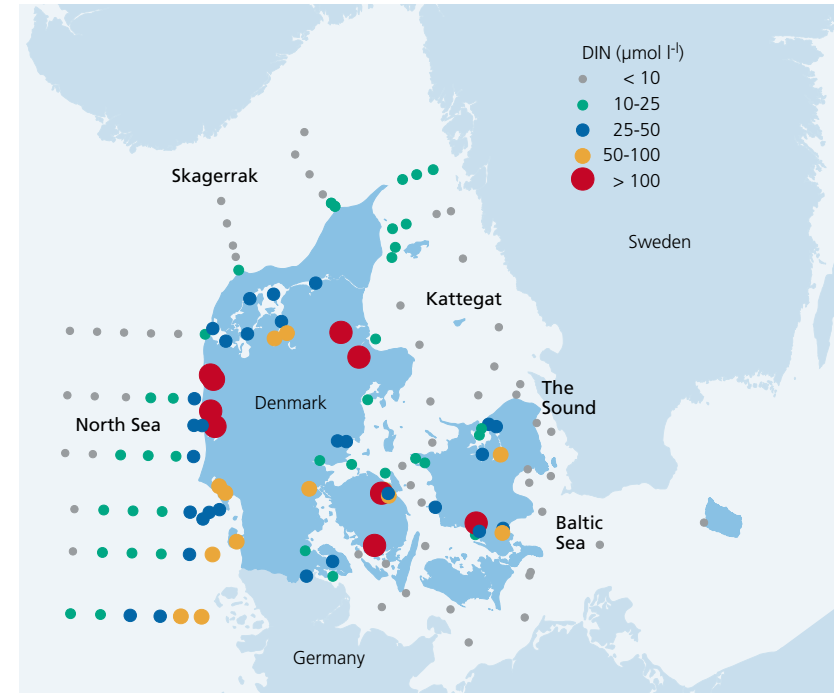 DIN (µmol l-l)
< 10
10-25
25-50
50-100
> 100
Skagerrak
Sweden
Kattegat
The
Sound
Denmark
North Sea
Baltic
Sea
Germany